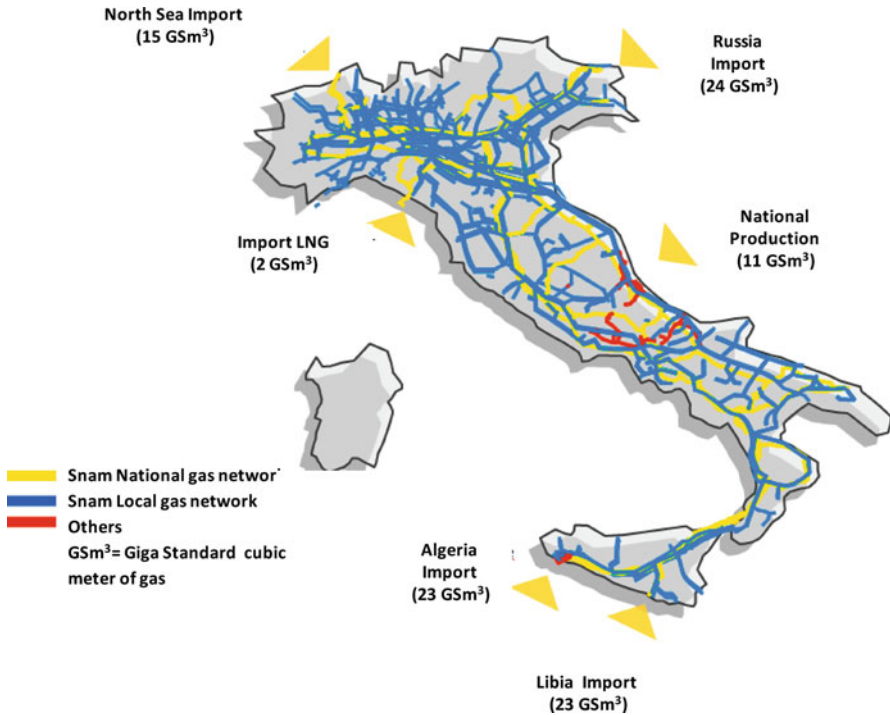 North Sea Import
(15 GSm³)
Russia
Import
(24 GSm³)
Import LNG
(2 GSm³)
National
Production
(11 GSm³)
Snam National gas networ
Snam Local gas network
Others
GSm³= Giga Standard cubic
meter of gas
Algeria
Import
(23 GSm³)
Libia Import
(23 GSm³)